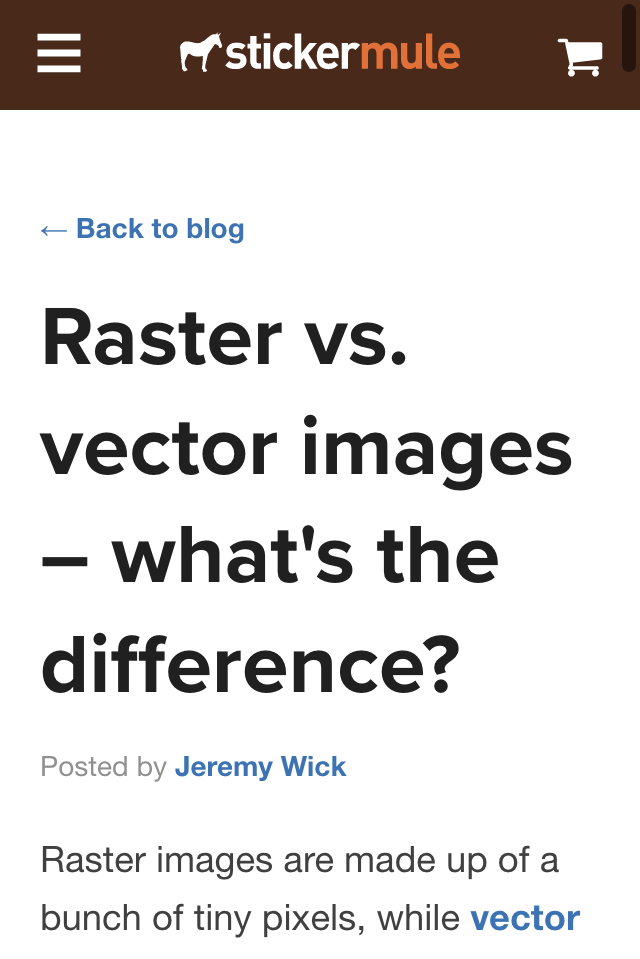 stickermule
← Back to blog
Raster vs.
vector images
– what's the
difference?
Posted by Jeremy Wick
Raster images are made up of a
bunch of tiny pixels, while vector